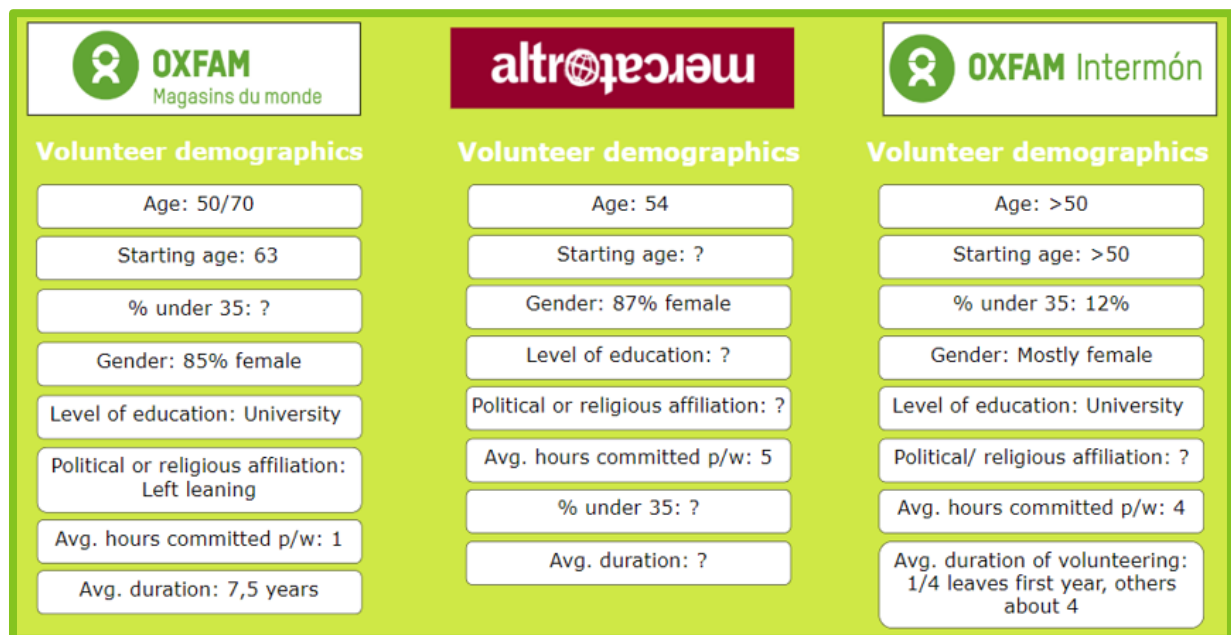 OXFAM
Magasins du monde
Volunteer demographics
Age: 50/70
Starting age: 63
% under 35: ?
Gender: 85% female
Level of education: University
Political or religious affiliation:
Left leaning
Avg. hours committed p/w: 1
Avg. duration: 7,5 years
altromercato
Volunteer demographics
Age: 54
Starting age: ?
Gender: 87% female
Level of education: ?
Political or religious affiliation: ?
Avg. hours committed p/w: 5
% under 35: ?
Avg. duration: ?
OXFAM Intermón
Volunteer demographics
Age: >50
Starting age: >50
% under 35: 12%
Gender: Mostly female
Level of education: University
Political/ religious affiliation: ?
Avg. hours committed p/w: 4
Avg. duration of volunteering:
1/4 leaves first year, others
about 4